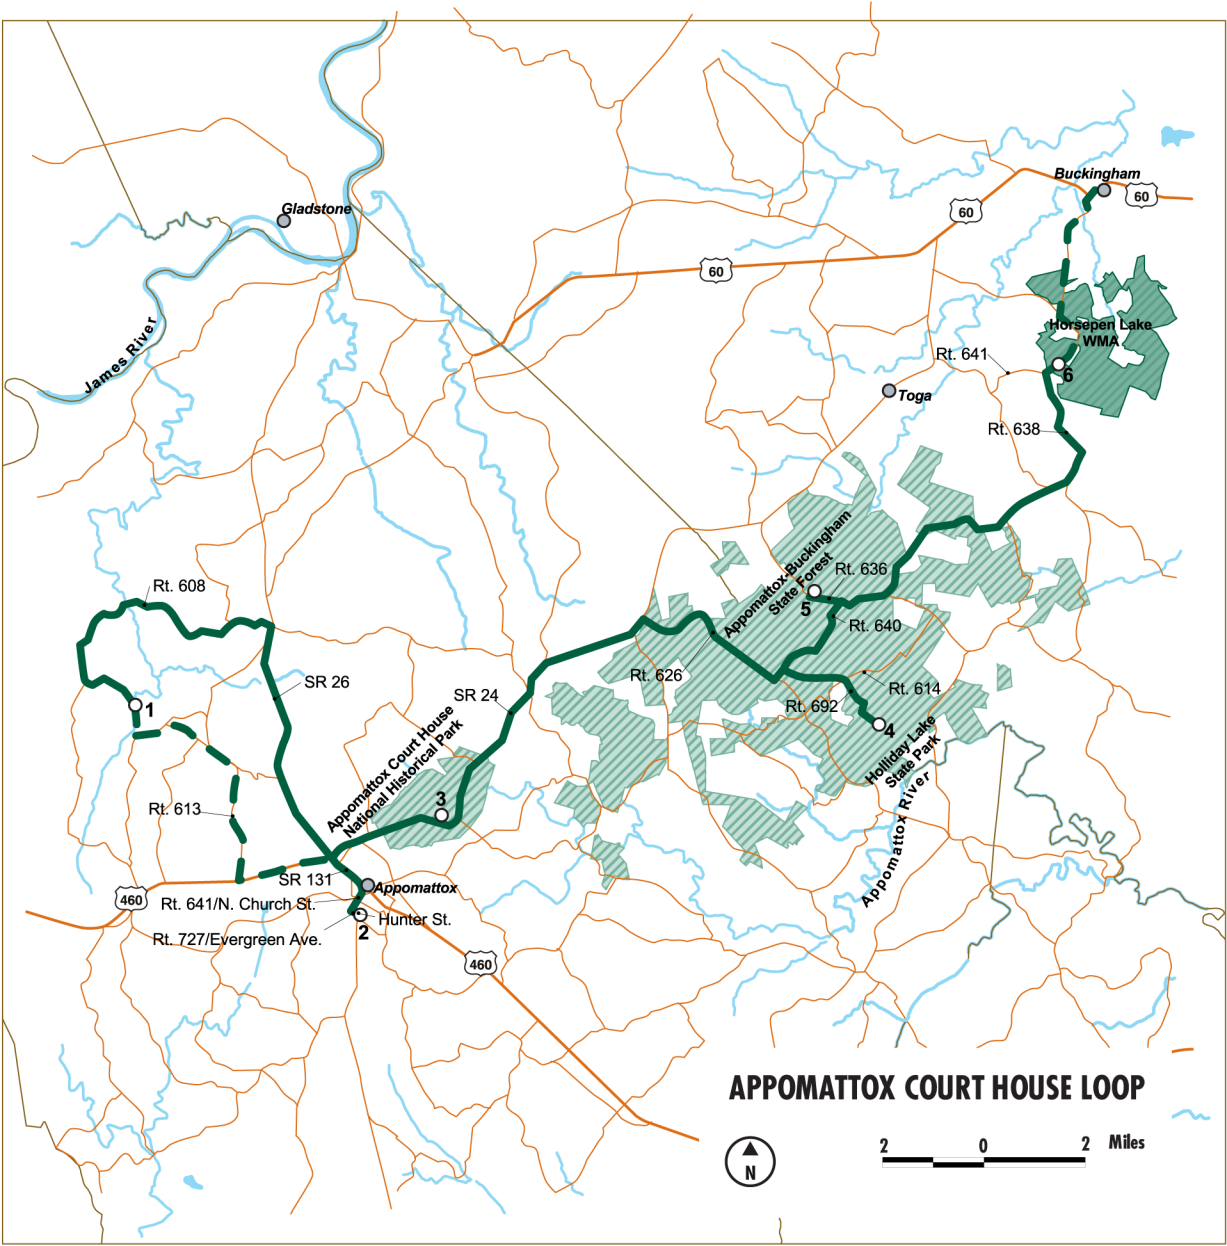 Buckingham
60
60
60
Gladstone
James River
Horsepen Lake
WMA
Rt. 641
6
Toga
Rt. 638
Appomattox-Buckingham
State Forest
Rt. 636
5
Rt. 640
Rt. 608
Rt. 626
Rt. 614
Rt. 692
4
Holliday Lake
State Park
Appomattox River
SR 26
SR 24
1
Appomattox Court House
National Historical Park
3
Rt. 613
SR 131
Appomattox
460
Rt. 641/N. Church St.
Hunter St.
2
Rt. 727/Evergreen Ave.
460
APPOMATTOX COURT HOUSE LOOP
2 0 2 Miles
N